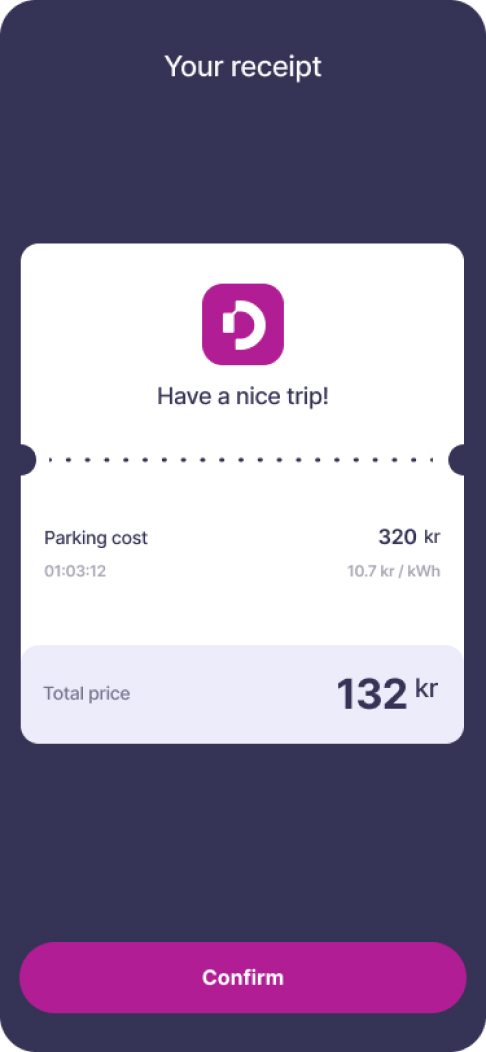 Your receipt
Have a nice trip!
Parking cost 320 kr
01:03:12 10.7 kr / kWh
Total price 132 kr
Confirm